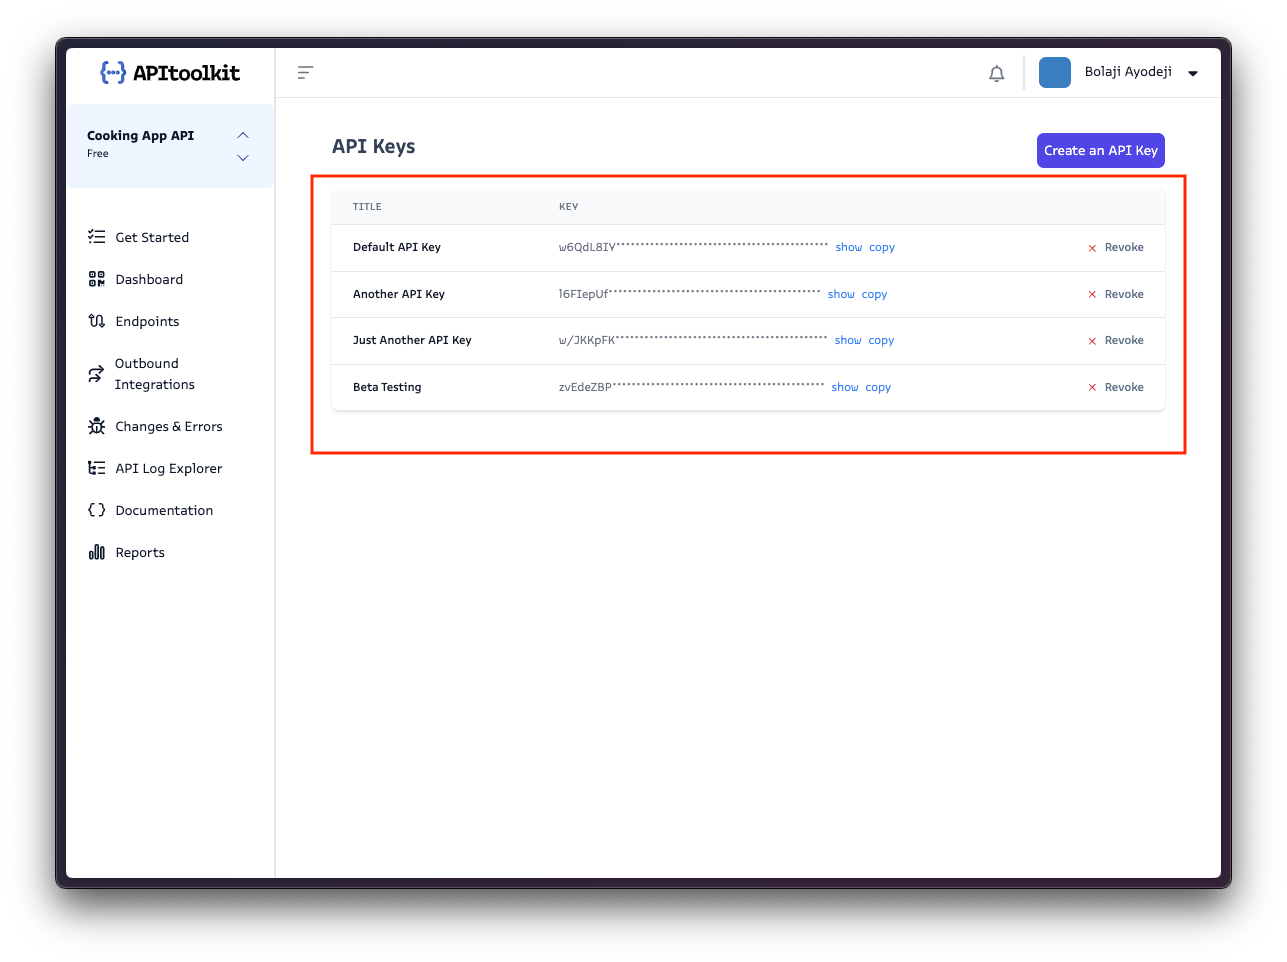 APItoolkit
Bolaji Ayodeji
Cooking App API
Free
Get Started
Dashboard
Endpoints
Outbound
Integrations
Changes & Errors
API Log Explorer
Documentation
Reports
API Keys
Create an API Key
TITLE KEY
Default API Key w6QdL8IY******************************************** show copy × Revoke
Another API Key l6FIepUf******************************************** show copy × Revoke
Just Another API Key w/JKKpFK******************************************** show copy × Revoke
Beta Testing zvEdeZBP******************************************** show copy × Revoke